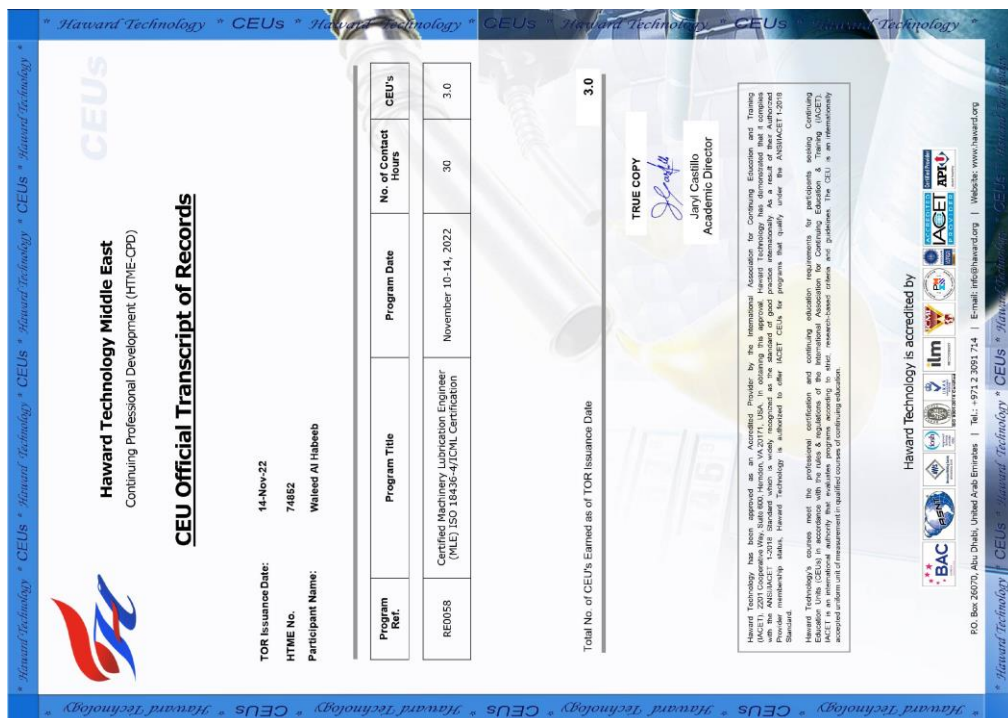 * Haward Technology * CEUs * Haward Technology * CEUs * Haward Technology * CEUs * Haward Technology *
CEUs
Haward Technology Middle East
Continuing Professional Development (HTME-CPD)
CEU Official Transcript of Records
TOR Issuance Date: 14-Nov-22
HTME No. 74852
Participant Name: Waleed Al Habeeb
Program Ref. Program Title Program Date No. of Contact Hours CEU's
RE0058 Certified Machinery Lubrication Engineer (MLE) ISO 18436-4/ICML Certification November 10-14, 2022 30 3.0
Total No. of CEU's Earned as of TOR Issuance Date 3.0
TRUE COPY
Jaryl Castillo
Academic Director
Haward Technology has been approved as an Accredited Provider by the International Association for Continuing Education and Training
(IACET), 2201 Cooperative Way, Suite 600, Herndon, VA 20171, USA. In obtaining this approval, Haward Technology has demonstrated that it complies
with the ANSI/IACET 1-2018 Standard which is widely recognized as the standard of good practice internationally. As a result of their Authorized
Provider membership status, Haward Technology is authorized to offer IACET CEUs for programs that qualify under the ANSI/IACET 1-2018
Standard.
Haward Technology's courses meet the professional certification and continuing education requirements for participants seeking Continuing
Education Units (CEUs) in accordance with the rules & regulations of the International Association for Continuing Education & Training (IACET).
IACET is an international authority that evaluates programs according to strict, research-based criteria and guidelines. The CEU is an internationally
accepted uniform unit of measurement in qualified courses of continuing education.
Haward Technology is accredited by
BAC ilm ICML ACCREDITED IACET PROVIDER Certified Provider API
P.O. Box 26070, Abu Dhabi, United Arab Emirates | Tel.: +971 2 3091 714 | E-mail: info@haward.org | Website: www.haward.org